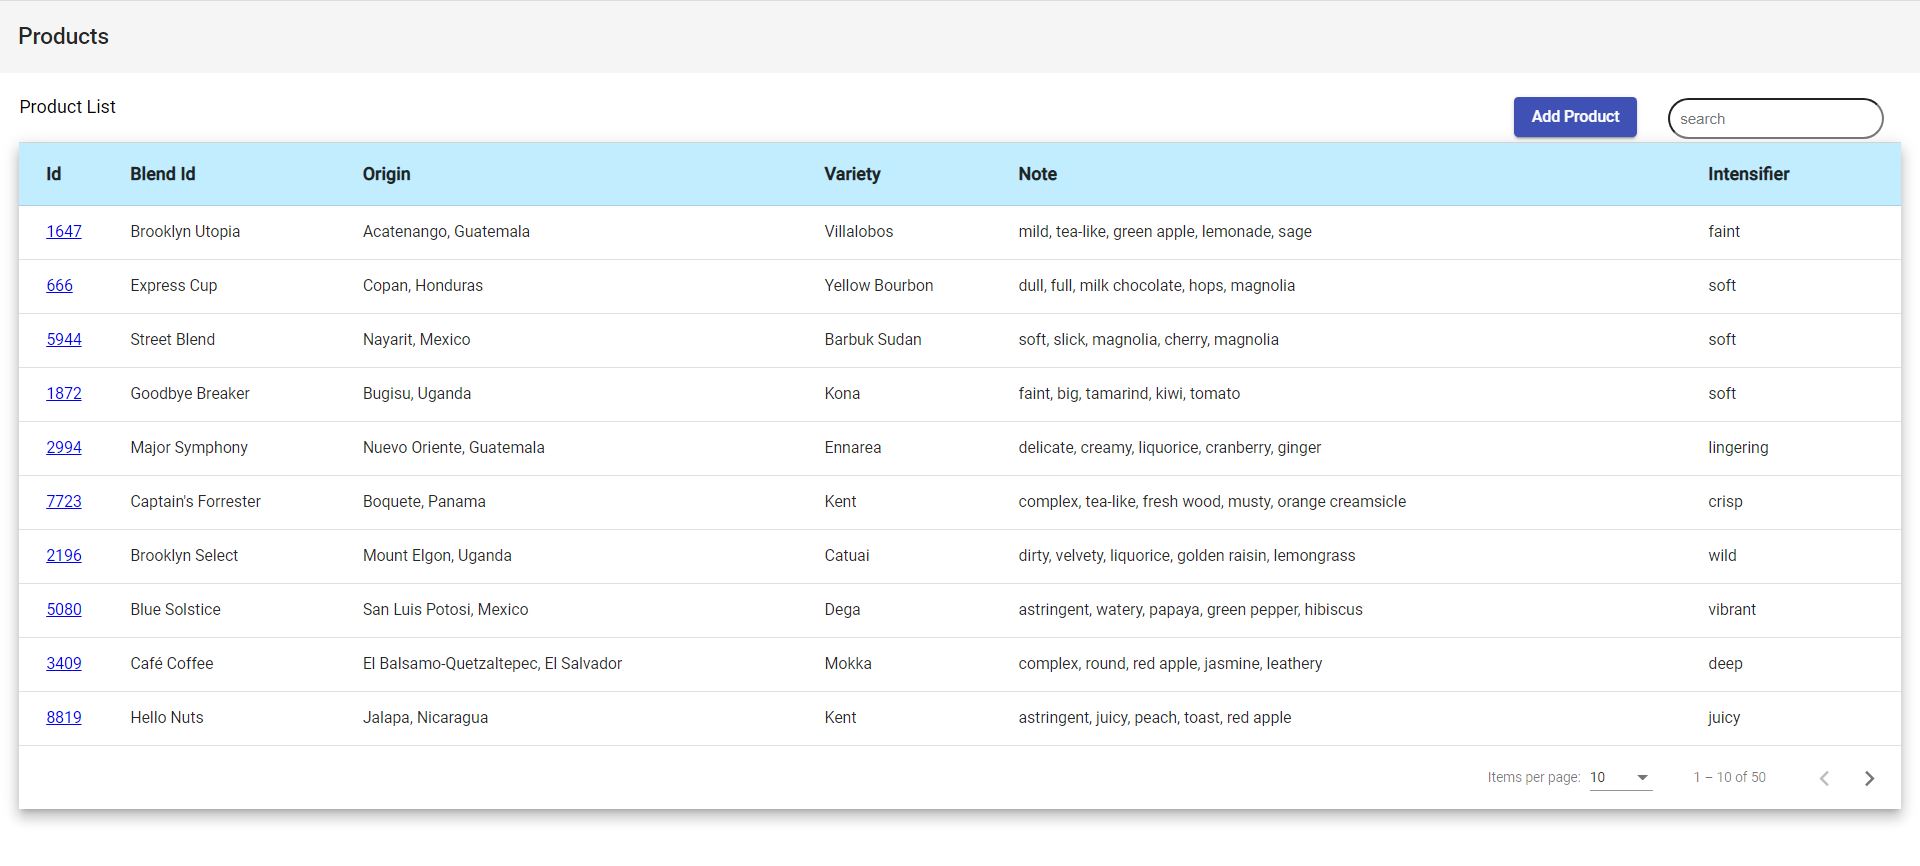 Products
Product List
Add Product
search
Id Blend Id Origin Variety Note Intensifier
1647 Brooklyn Utopia Acatenango, Guatemala Villalobos mild, tea-like, green apple, lemonade, sage faint
666 Express Cup Copan, Honduras Yellow Bourbon dull, full, milk chocolate, hops, magnolia soft
5944 Street Blend Nayarit, Mexico Barbuk Sudan soft, slick, magnolia, cherry, magnolia soft
1872 Goodbye Breaker Bugisu, Uganda Kona faint, big, tamarind, kiwi, tomato soft
2994 Major Symphony Nuevo Oriente, Guatemala Ennarea delicate, creamy, liquorice, cranberry, ginger lingering
7723 Captain's Forrester Boquete, Panama Kent complex, tea-like, fresh wood, musty, orange creamsicle crisp
2196 Brooklyn Select Mount Elgon, Uganda Catuai dirty, velvety, liquorice, golden raisin, lemongrass wild
5080 Blue Solstice San Luis Potosi, Mexico Dega astringent, watery, papaya, green pepper, hibiscus vibrant
3409 Café Coffee El Balsamo-Quetzaltepec, El Salvador Mokka complex, round, red apple, jasmine, leathery deep
8819 Hello Nuts Jalapa, Nicaragua Kent astringent, juicy, peach, toast, red apple juicy
Items per page: 10 1 – 10 of 50